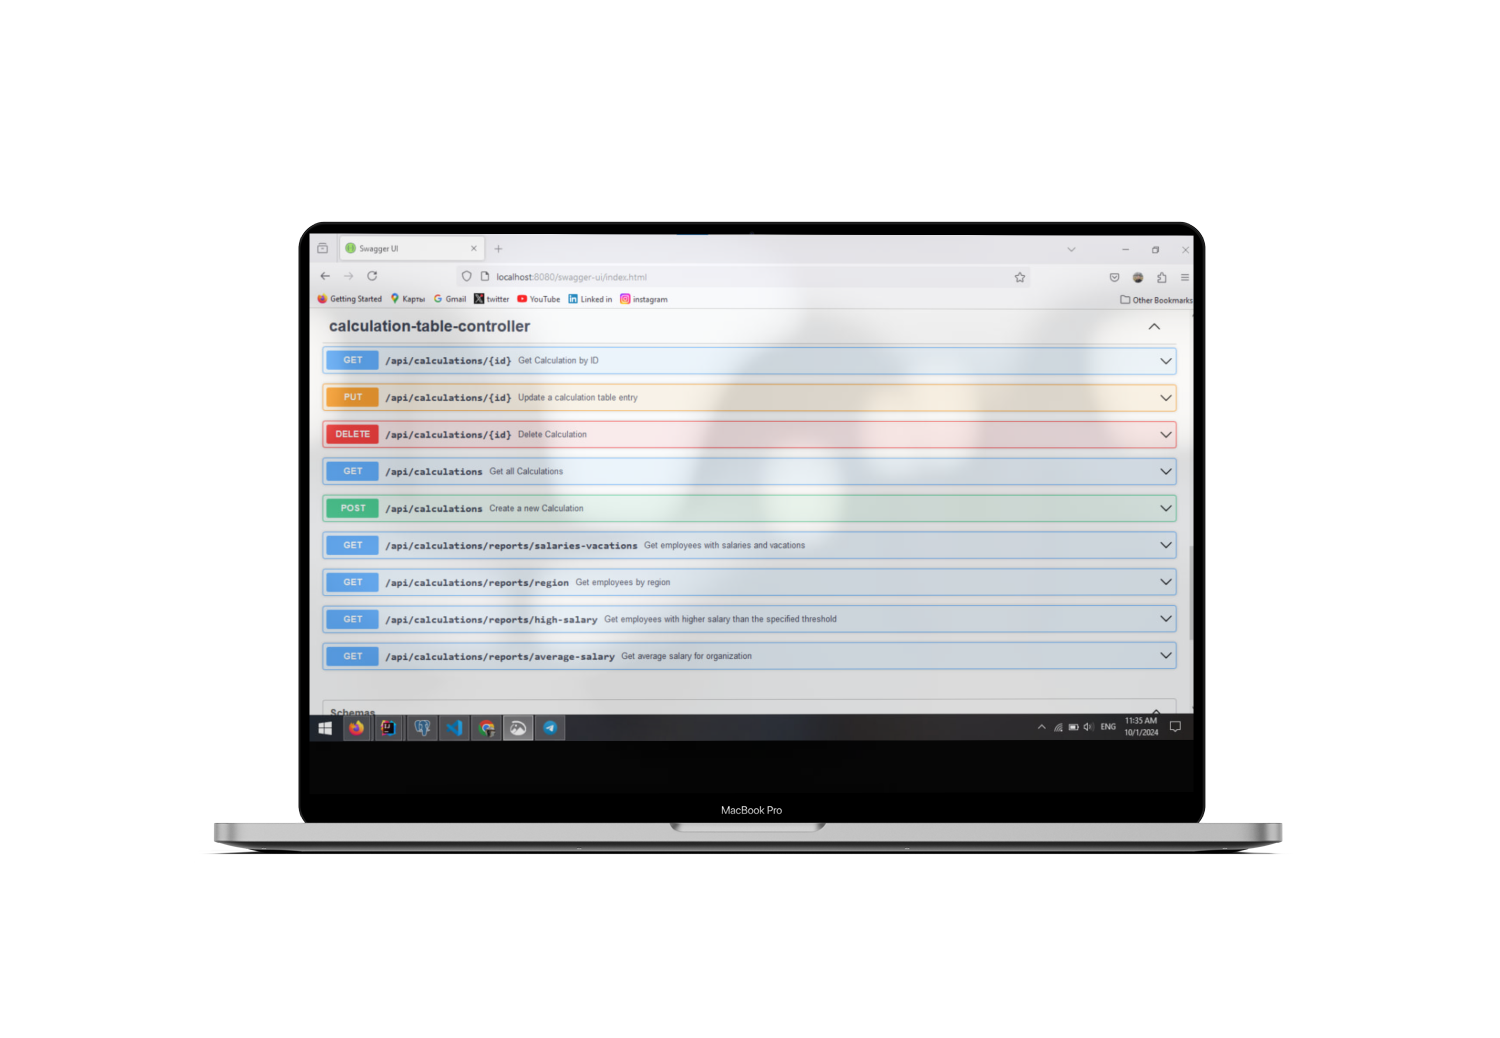 Swagger UI
localhost:8080/swagger-ui/index.html
Getting Started Карты Gmail twitter YouTube Linked in instagram Other Bookmarks
calculation-table-controller
GET /api/calculations/{id} Get Calculation by ID
PUT /api/calculations/{id} Update a calculation table entry
DELETE /api/calculations/{id} Delete Calculation
GET /api/calculations Get all Calculations
POST /api/calculations Create a new Calculation
GET /api/calculations/reports/salaries-vacations Get employees with salaries and vacations
GET /api/calculations/reports/region Get employees by region
GET /api/calculations/reports/high-salary Get employees with higher salary than the specified threshold
GET /api/calculations/reports/average-salary Get average salary for organization
Schemas
ENG 11:35 AM
10/1/2024
MacBook Pro